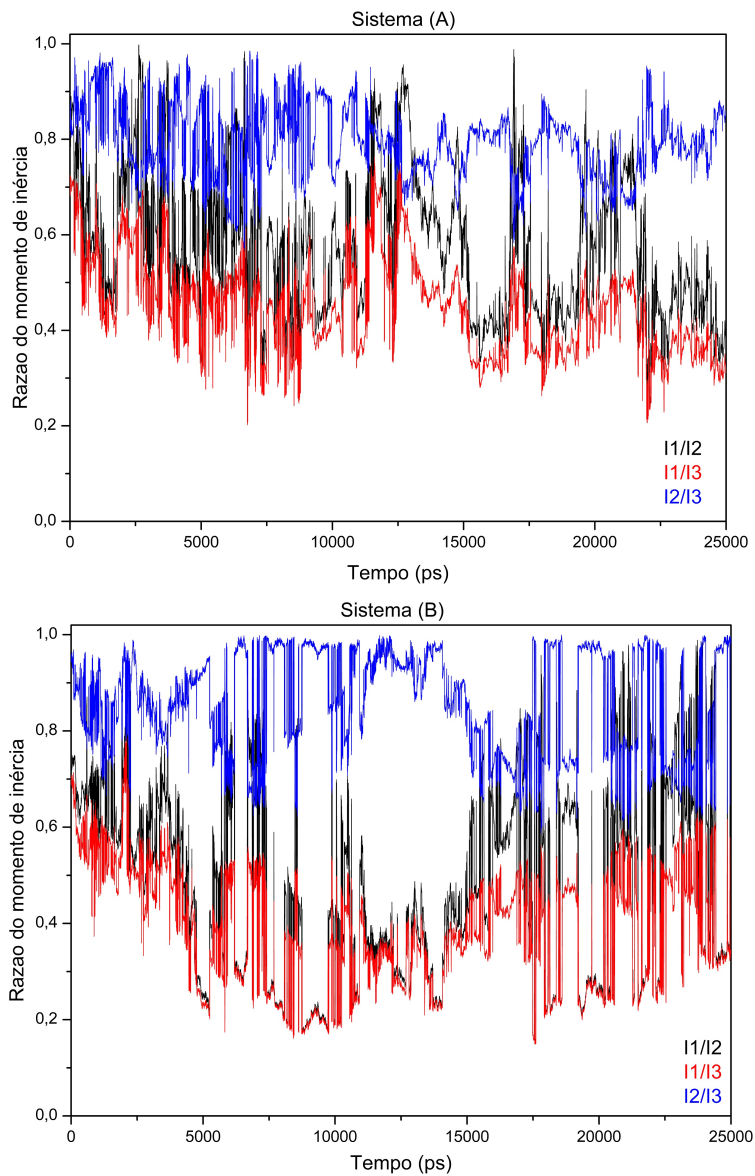 Sistema (A)
1,0
0,8
0,6
0,4
0,2
0,0
Razao do momento de inércia
I1/I2
I1/I3
I2/I3
0 5000 10000 15000 20000 25000
Tempo (ps)
Sistema (B)
1,0
0,8
0,6
0,4
0,2
0,0
Razao do momento de inércia
I1/I2
I1/I3
I2/I3
0 5000 10000 15000 20000 25000
Tempo (ps)